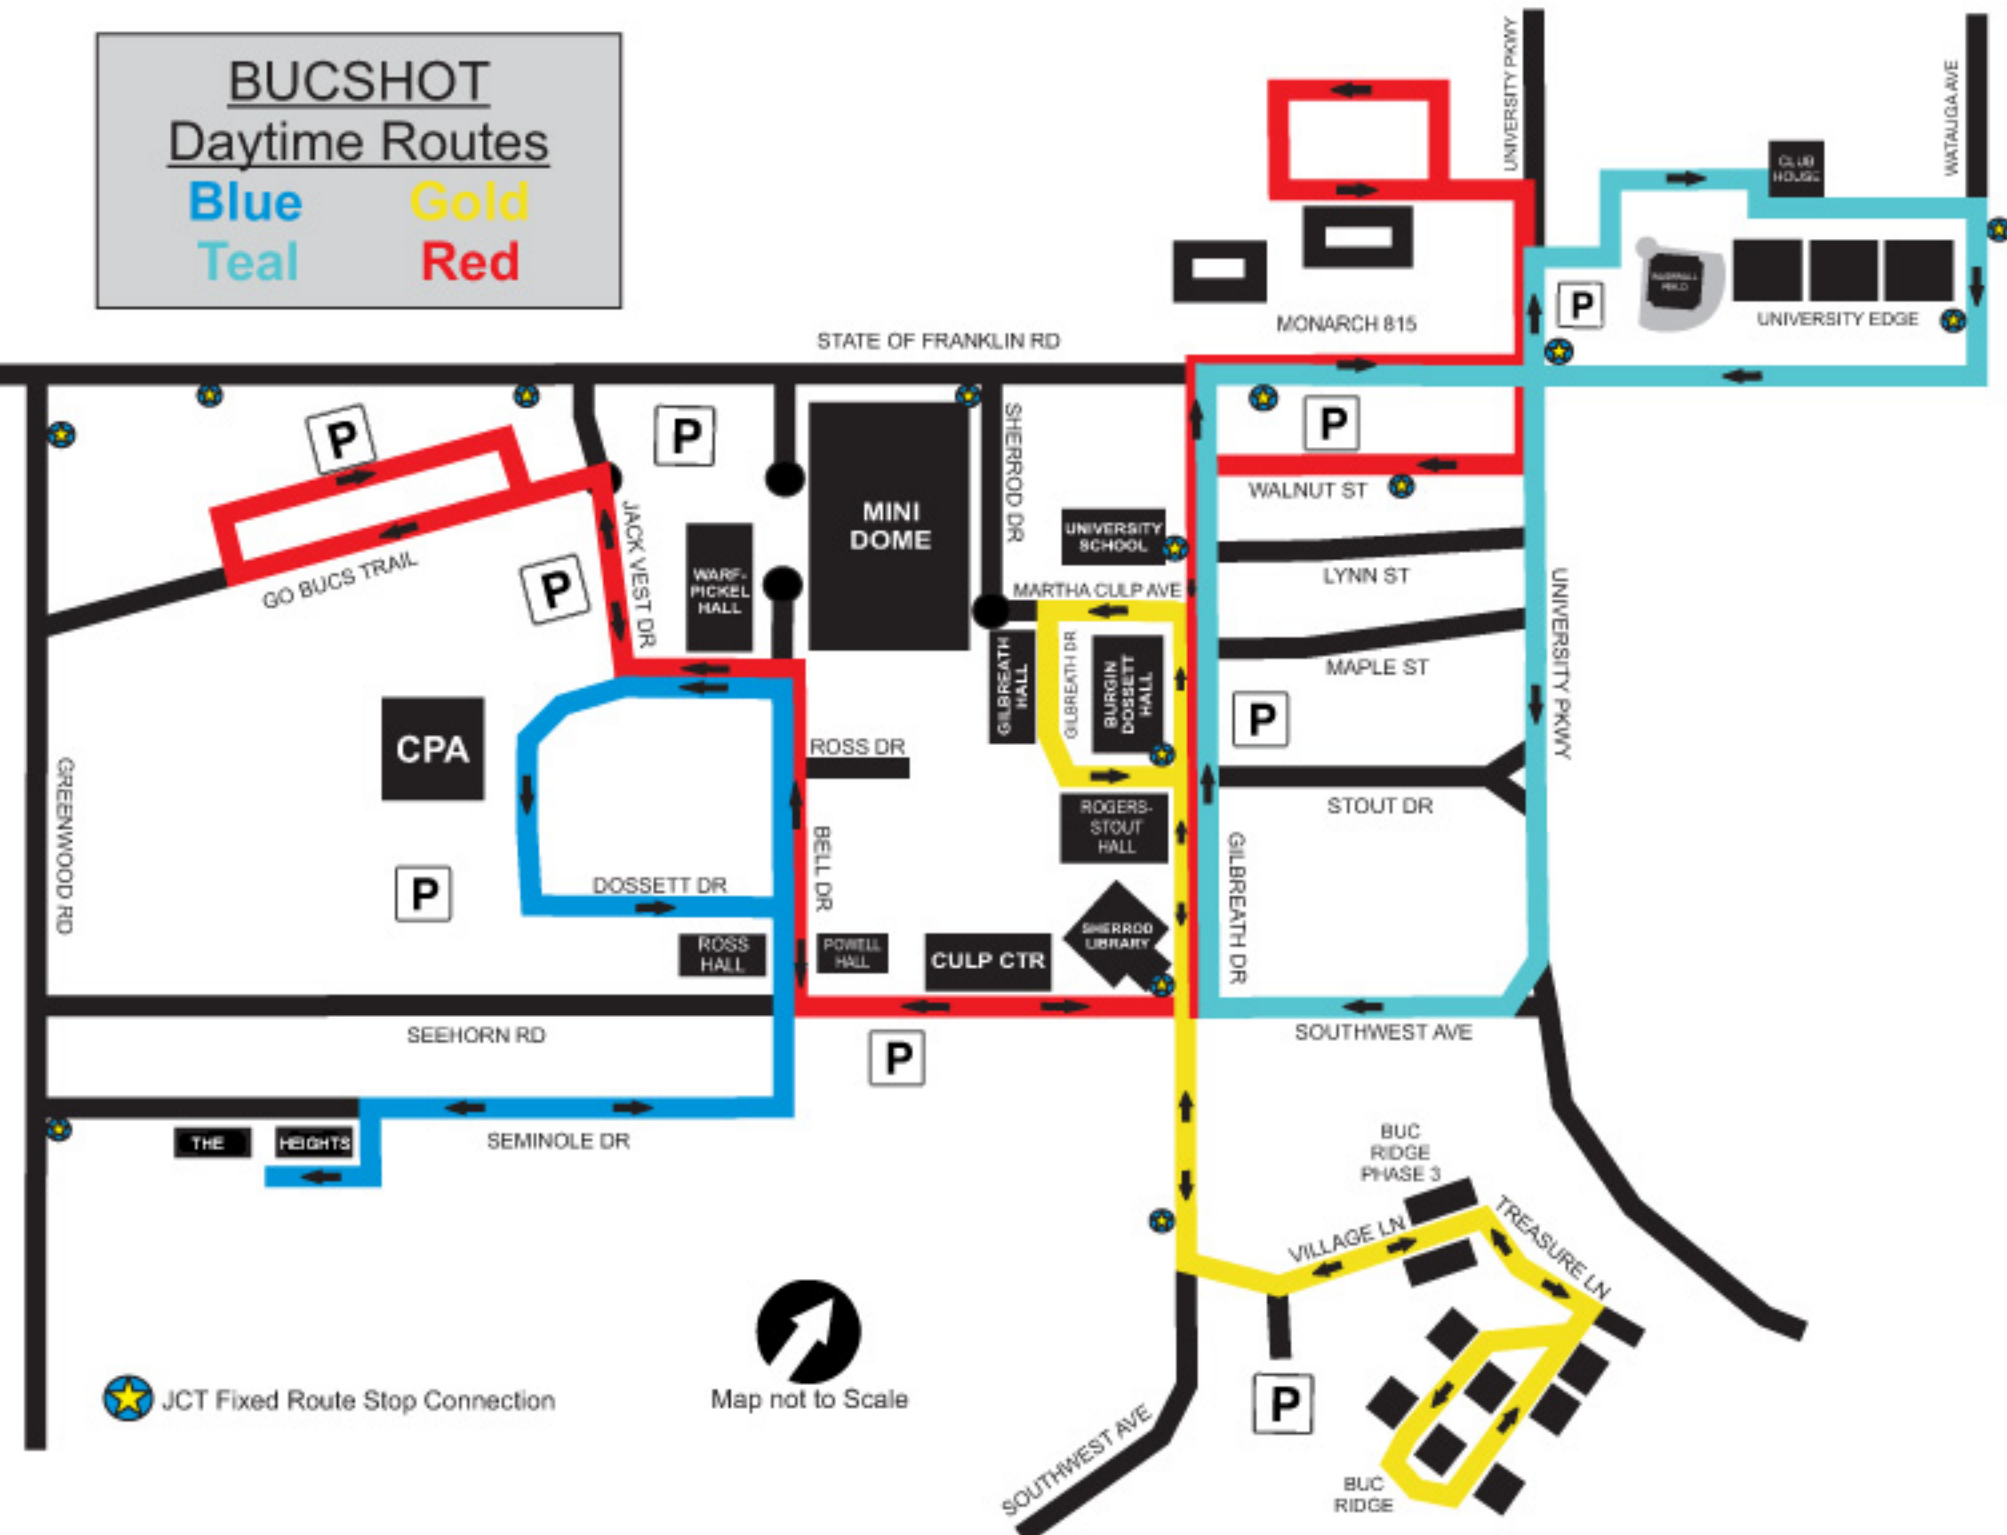 BUCSHOT
Daytime Routes
Blue Gold
Teal Red
UNIVERSITY PKWY
WATAUGA AVE
CLUB
HOUSE
P
UNIVERSITY EDGE
MONARCH 815
STATE OF FRANKLIN RD
P
P
P
SHERROD DR
MINI
DOME
WALNUT ST
UNIVERSITY
SCHOOL
JACK VEST DR
GO BUCS TRAIL
P
WARF-
PICKEL
HALL
MARTHA CULP AVE
LYNN ST
UNIVERSITY PKWY
GILBREATH
HALL
GILBREATH DR
BURGIN
DOSSETT
HALL
MAPLE ST
P
CPA
ROSS DR
STOUT DR
ROGERS-
STOUT
HALL
GREENWOOD RD
BELL DR
GILBREATH DR
P
DOSSETT DR
ROSS
HALL
POWELL
HALL
CULP CTR
SHERROD
LIBRARY
SEEHORN RD
P
SOUTHWEST AVE
THE HEIGHTS
SEMINOLE DR
BUC
RIDGE
PHASE 3
VILLAGE LN
TREASURE LN
P
JCT Fixed Route Stop Connection
Map not to Scale
SOUTHWEST AVE
BUC
RIDGE